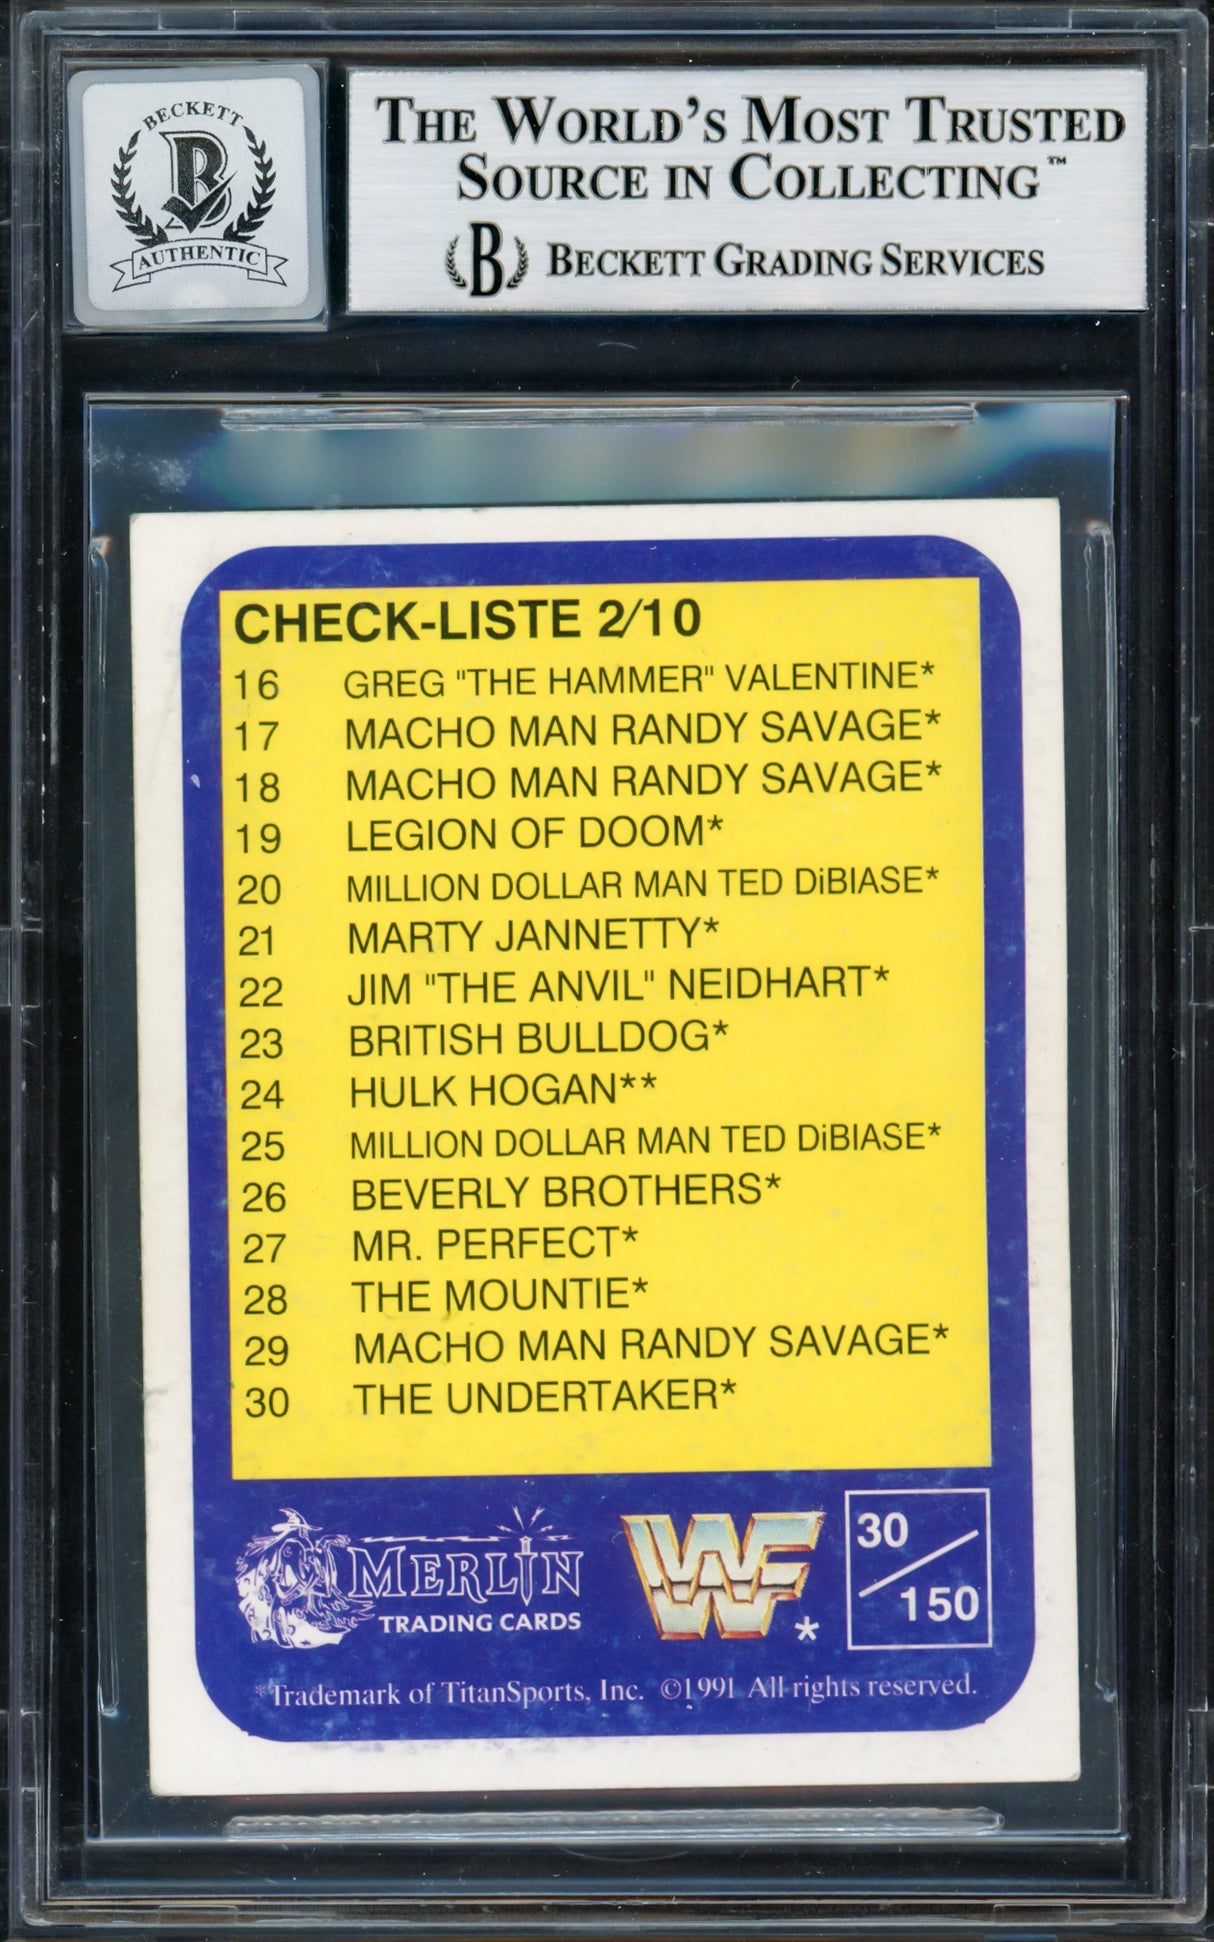 BECKETT
B
AUTHENTIC
THE WORLD'S MOST TRUSTED
SOURCE IN COLLECTING™
B BECKETT GRADING SERVICES
CHECK-LISTE 2/10
16 GREG "THE HAMMER" VALENTINE*
17 MACHO MAN RANDY SAVAGE*
18 MACHO MAN RANDY SAVAGE*
19 LEGION OF DOOM*
20 MILLION DOLLAR MAN TED DiBIASE*
21 MARTY JANNETTY*
22 JIM "THE ANVIL" NEIDHART*
23 BRITISH BULLDOG*
24 HULK HOGAN**
25 MILLION DOLLAR MAN TED DiBIASE*
26 BEVERLY BROTHERS*
27 MR. PERFECT*
28 THE MOUNTIE*
29 MACHO MAN RANDY SAVAGE*
30 THE UNDERTAKER*
MERLIN
TRADING CARDS
WF*
30/150
*Trademark of TitanSports, Inc. ©1991 All rights reserved.